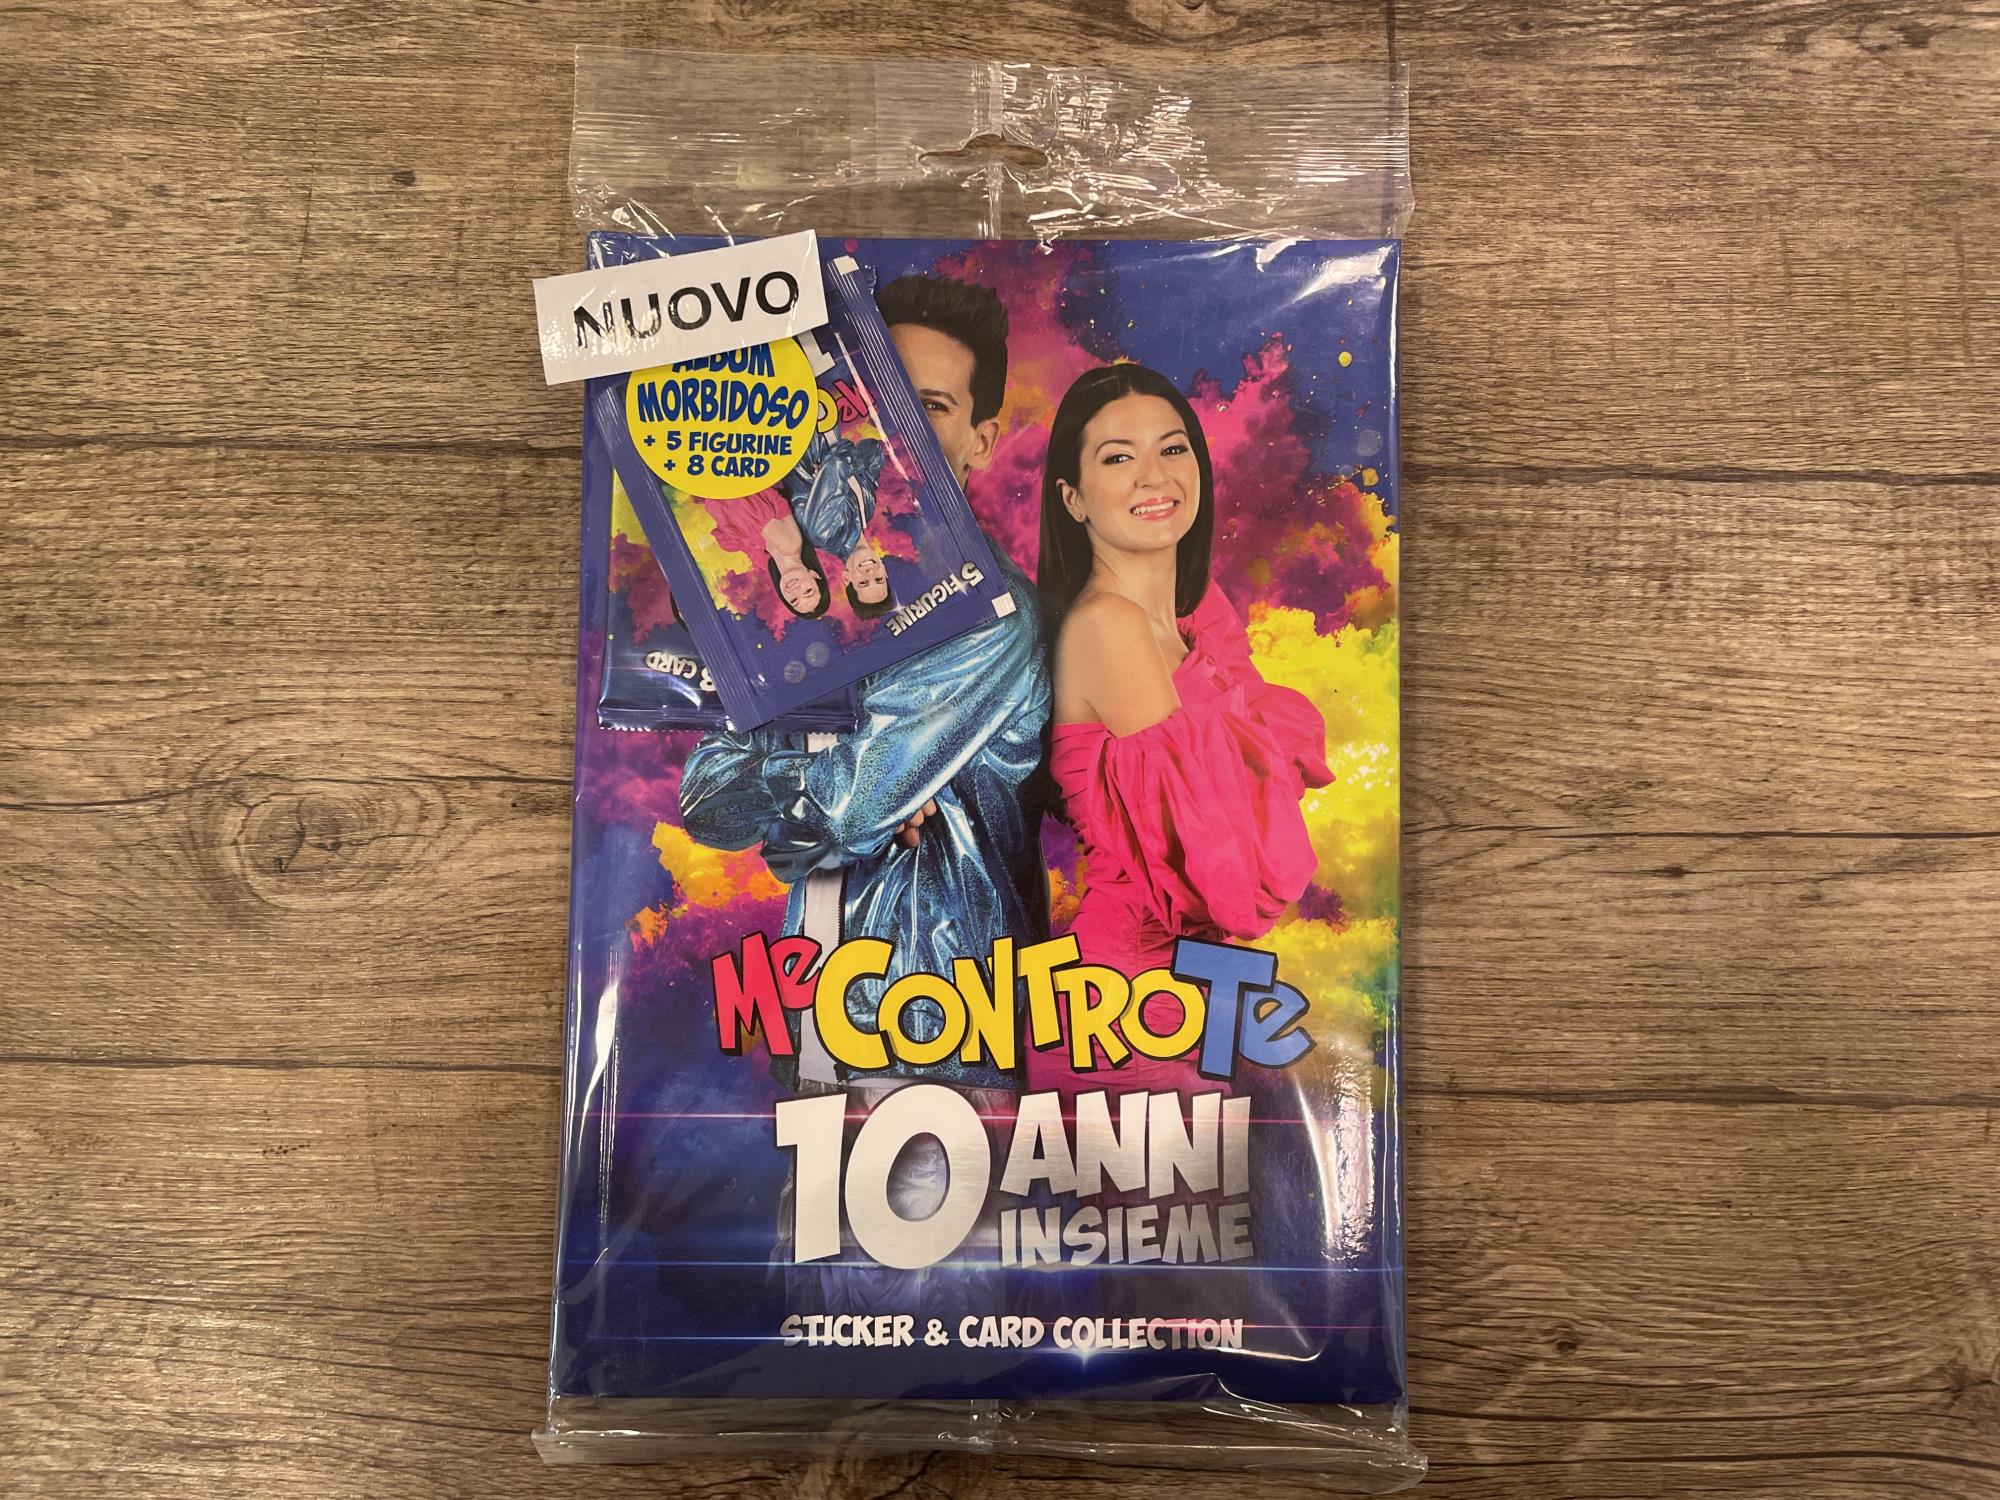 NUOVO
ALBUM
MORBIDOSO
+ 5 FIGURINE
+ 8 CARD
5 FIGURINE
8 CARD
Me CONTRO Te
10 ANNI
INSIEME
STICKER & CARD COLLECTION